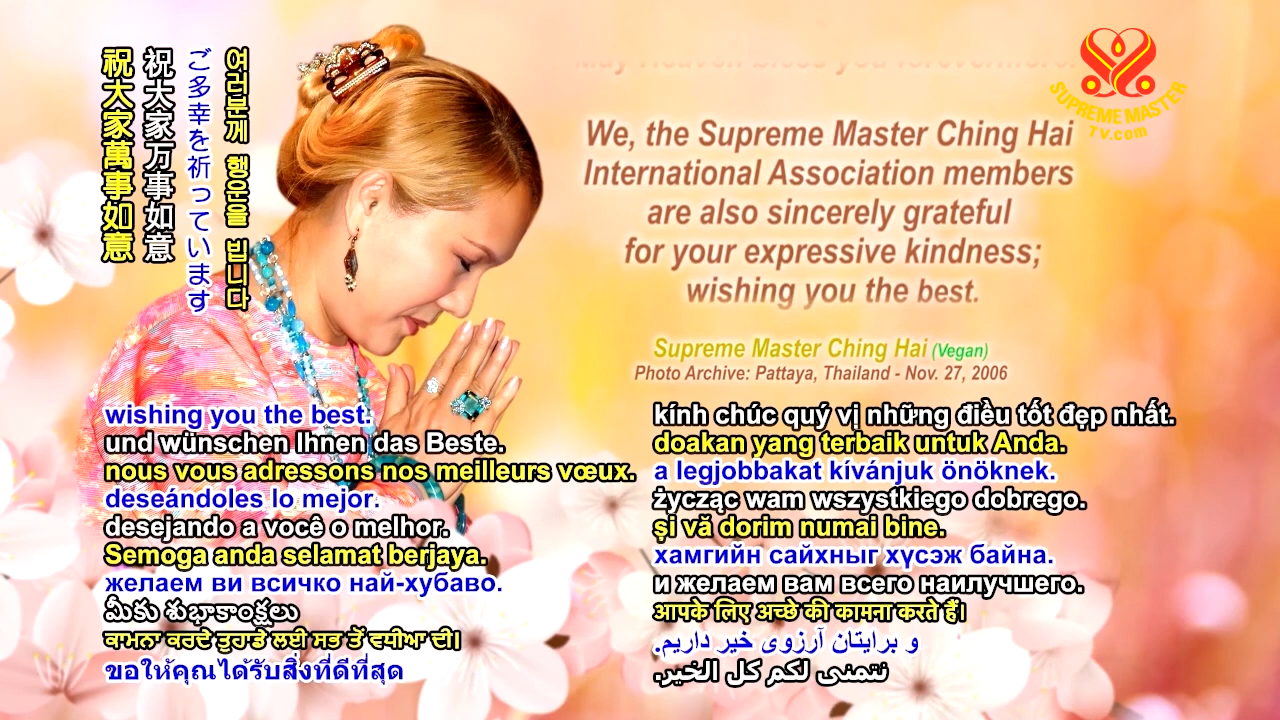 祝大家萬事如意
祝大家万事如意
ご多幸を祈っています
여러분께 행운을 빕니다
May Heaven bless you forevermore.
SUPREME MASTER
TV.com
We, the Supreme Master Ching Hai
International Association members
are also sincerely grateful
for your expressive kindness;
wishing you the best.
Supreme Master Ching Hai (Vegan)
Photo Archive: Pattaya, Thailand - Nov. 27, 2006
wishing you the best.
und wünschen Ihnen das Beste.
nous vous adressons nos meilleurs vœux.
deseándoles lo mejor.
desejando a você o melhor.
Semoga anda selamat berjaya.
желаем ви всичко най-хубаво.
మీకు శుభాకాంక్షలు
ਕਾਮਨਾ ਕਰਦੇ ਤੁਹਾਡੇ ਲਈ ਸਭ ਤੋਂ ਵਧੀਆ ਦੀ।
ขอให้คุณได้รับสิ่งที่ดีที่สุด
kính chúc quý vị những điều tốt đẹp nhất.
doakan yang terbaik untuk Anda.
a legjobbakat kívánjuk önöknek.
życząc wam wszystkiego dobrego.
și vă dorim numai bine.
хамгийн сайхныг хүсэж байна.
и желаем вам всего наилучшего.
आपके लिए अच्छे की कामना करते हैं।
و برایتان آرزوی خیر داریم.
نتمنى لكم كل الخير.